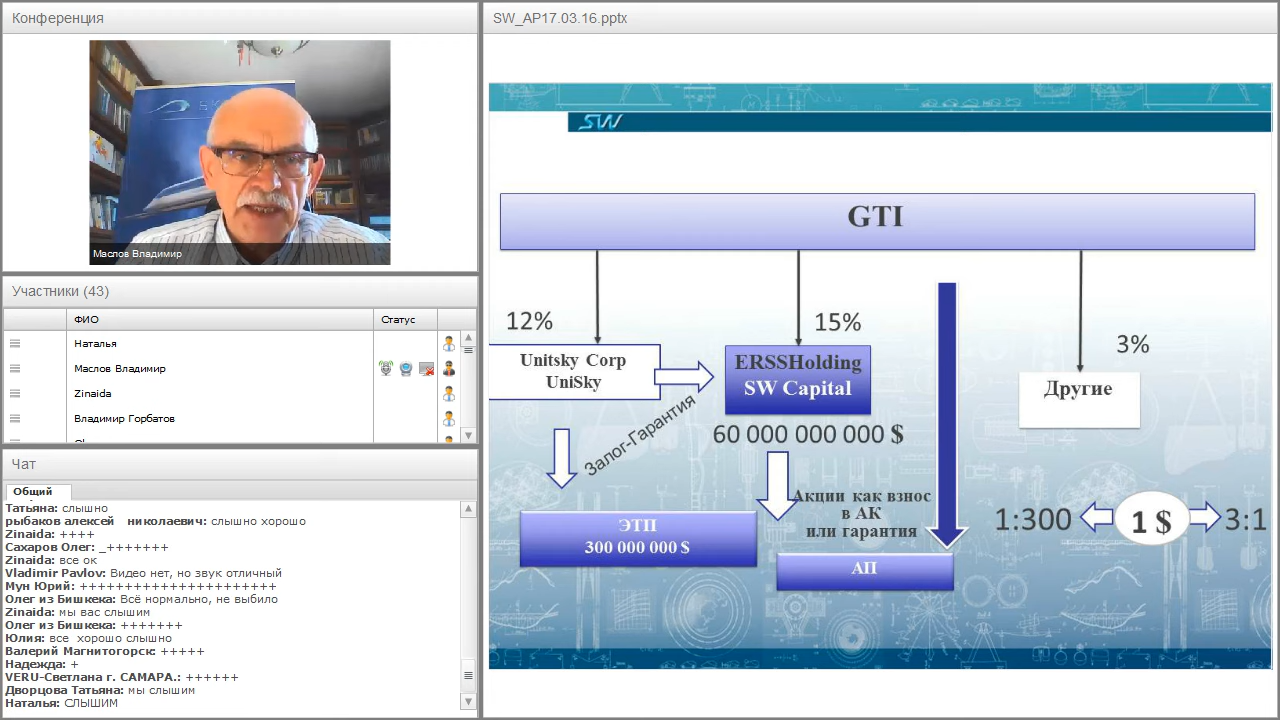 Конференция
SK
Маслов Владимир
Участники (43)
ФИО
Статус
Наталья
Маслов Владимир
Zinaida
Владимир Горбатов
Чат
Общий
Татьяна: слышно
рыбаков алексей николаевич: слышно хорошо
Zinaida: ++++
Сахаров Олег: _+++++++
Zinaida: все ок
Vladimir Pavlov: Видео нет, но звук отличный
Мун Юрий: ++++++++++++++++++++++
Олег из Бишкека: Всё нормально, не выбило
Zinaida: мы вас слышим
Олег из Бишкека: +++++++
Юлия: все хорошо слышно
Валерий Магнитогорск: +++++
Надежда: +
VERU-Светлана г. САМАРА.: ++++++
Дворцова Татьяна: мы слышим
Наталья: СЛЫШИМ
SW_AP17.03.16.pptx
SW
GTI
12%
15%
3%
Unitsky Corp
UniSky
ERSSHolding
SW Capital
Другие
Залог-Гарантия
60 000 000 000 $
Акции как взнос
в АК
или гарантия
1:300
1 $
3:1
ЭТП
300 000 000 $
АП